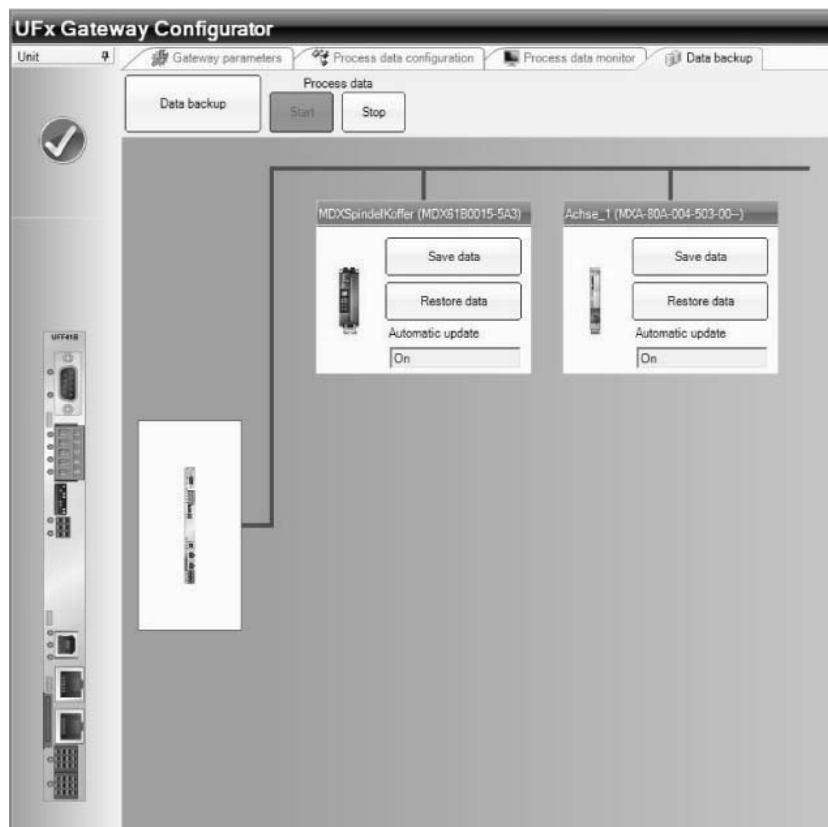 UFx Gateway Configurator
Unit
Gateway parameters
Process data configuration
Process data monitor
Data backup
Data backup
Process data
Start
Stop
MDXSpindelKoffer (MDX61B0015-5A3)
Save data
Restore data
Automatic update
On
Achse_1 (MXA-80A-004-503-00--)
Save data
Restore data
Automatic update
On
UFF41B